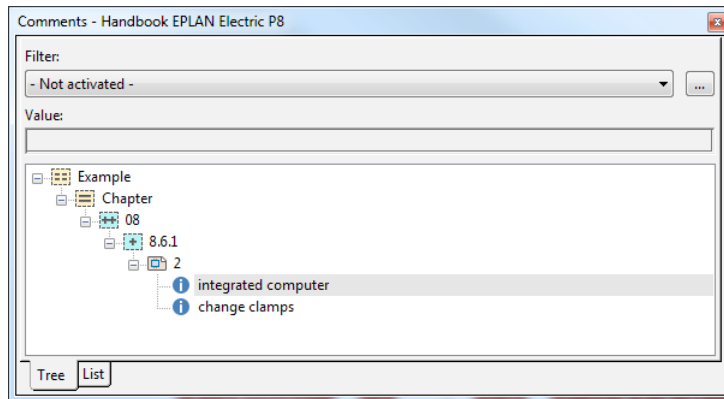 Comments - Handbook EPLAN Electric P8
Filter:
- Not activated -
...
Value:
Example
Chapter
08
8.6.1
2
integrated computer
change clamps
Tree List